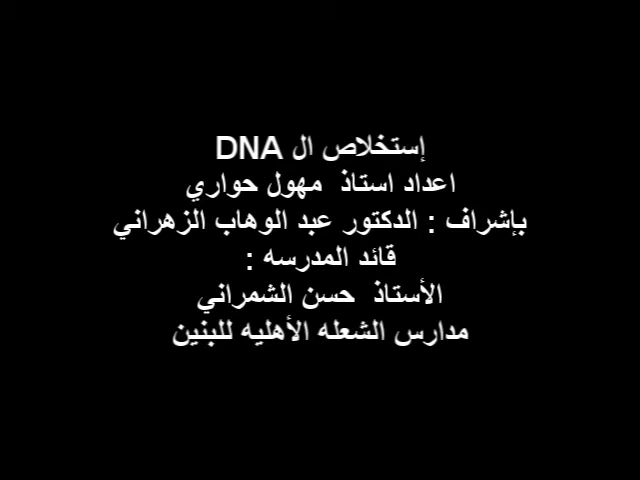 إستخلاص ال DNA
اعداد استاذ مهول حواري
بإشراف : الدكتور عبد الوهاب الزهراني
قائد المدرسه :
الأستاذ حسن الشمراني
مدارس الشعله الأهليه للبنين